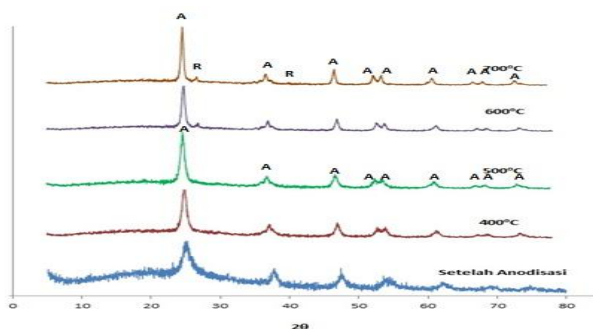 A
R A R A A A A A A A 700°C
600°C
A
A A A A A A A A 500°C
400°C
Setelah Anodisasi
0 10 20 30 40 50 60 70 80
2θ